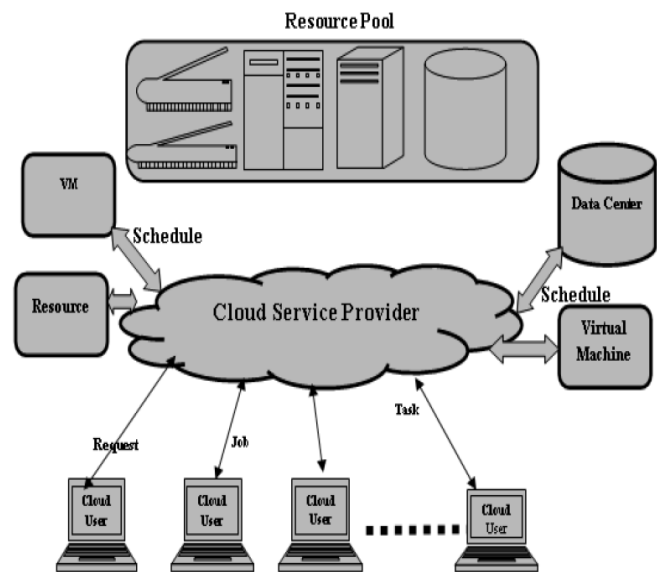 Resource Pool
VM
Schedule
Data Center
Resource
Cloud Service Provider
Schedule
Virtual
Machine
Request
Job
Task
Cloud
User
Cloud
User
Cloud
User
Cloud
User